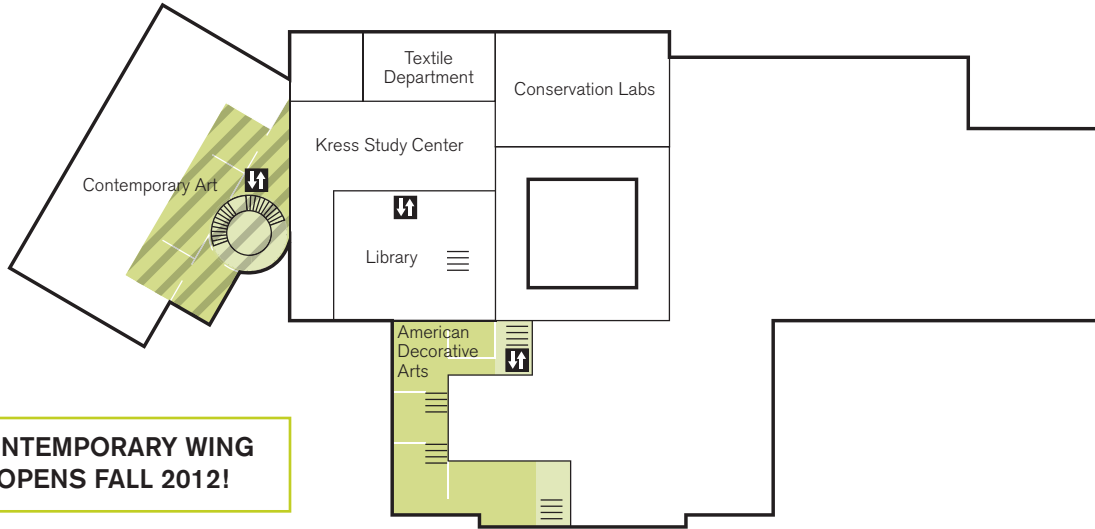 Textile
Department
Conservation Labs
Kress Study Center
Contemporary Art
Library
American
Decorative
Arts
NTEMPORARY WING
OPENS FALL 2012!